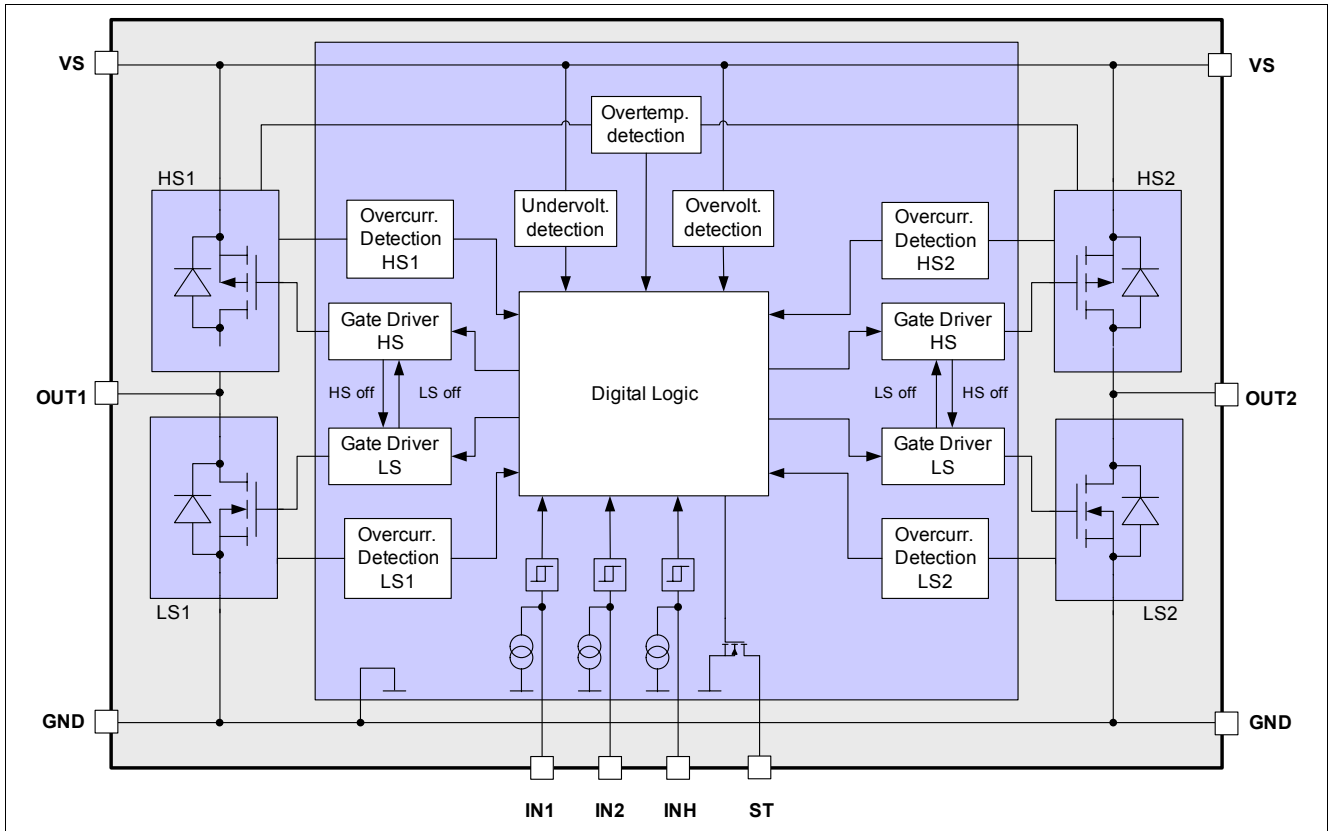 VS
VS
Overtemp.
detection
HS1
HS2
Overcurr.
Detection
HS1
Undervolt.
detection
Overvolt.
detection
Overcurr.
Detection
HS2
Gate Driver
HS
Gate Driver
HS
OUT1
HS off
LS off
Digital Logic
LS off
HS off
OUT2
Gate Driver
LS
Gate Driver
LS
Overcurr.
Detection
LS1
Overcurr.
Detection
LS2
LS1
LS2
GND
GND
IN1
IN2
INH
ST